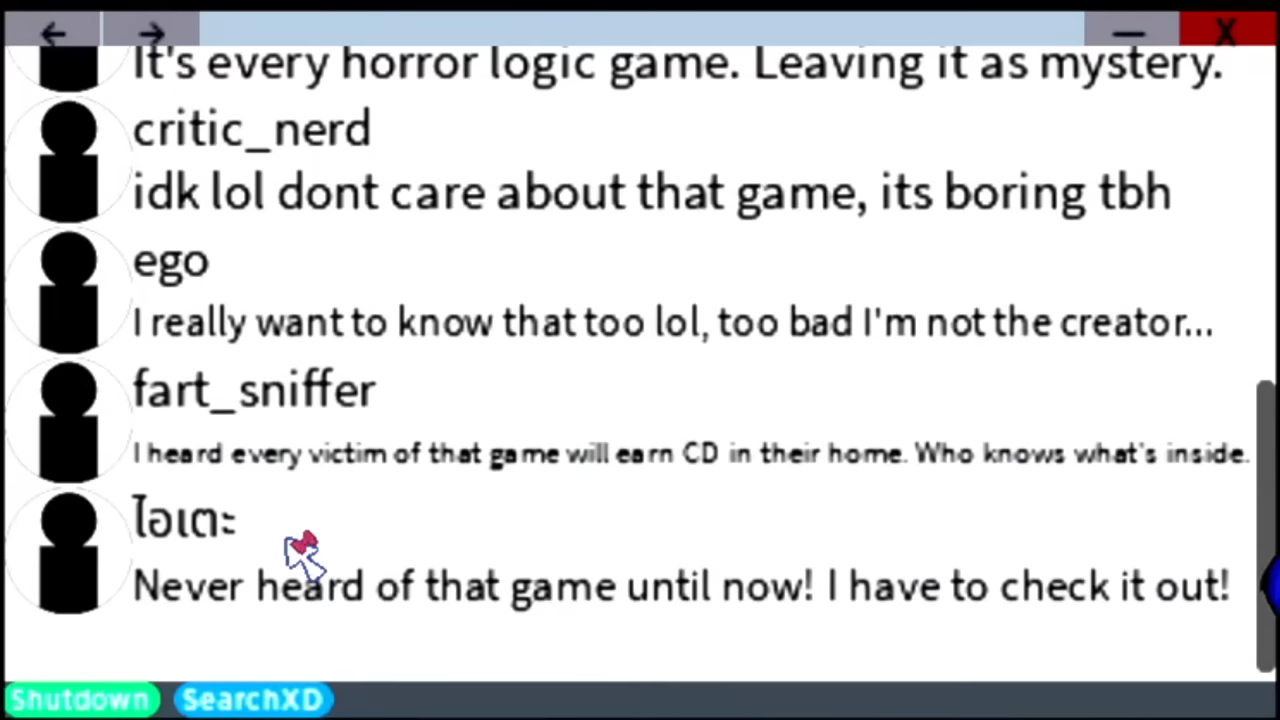 ← → — X
It's every horror logic game. Leaving it as mystery.
critic_nerd
idk lol dont care about that game, its boring tbh
ego
I really want to know that too lol, too bad I'm not the creator...
fart_sniffer
I heard every victim of that game will earn CD in their home. Who knows what's inside.
โอเตะ
Never heard of that game until now! I have to check it out!
Shutdown SearchXD